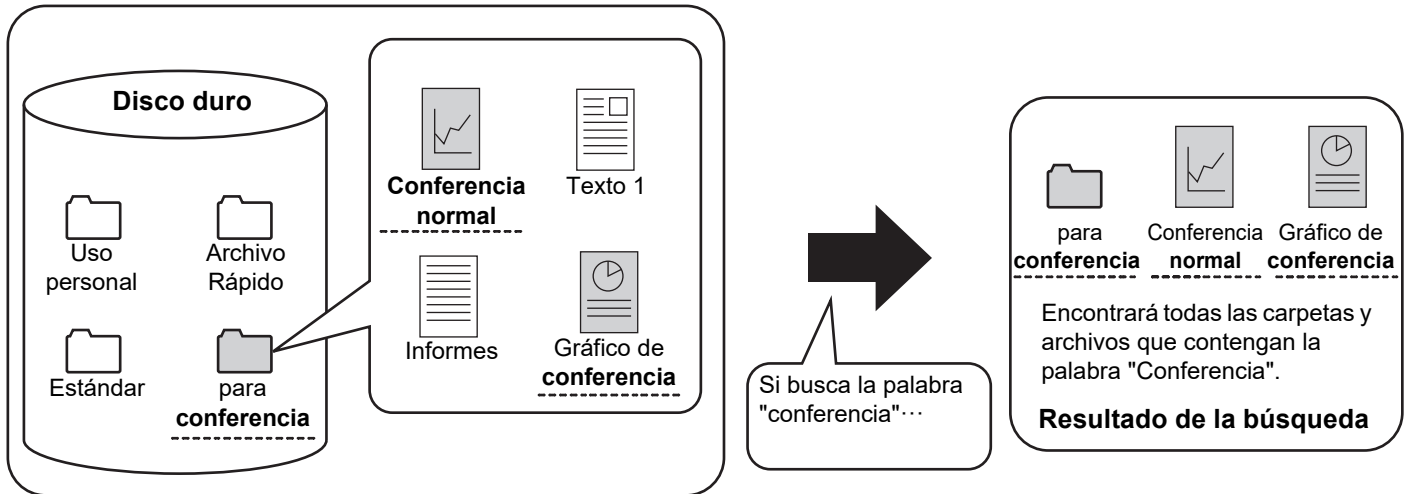 Disco duro
Uso
personal
Archivo
Rápido
Estándar
para
conferencia
Conferencia
normal
Texto 1
Informes
Gráfico de
conferencia
Si busca la palabra
"conferencia"···
para
conferencia
Conferencia
normal
Gráfico de
conferencia
Encontrará todas las carpetas y
archivos que contengan la
palabra "Conferencia".
Resultado de la búsqueda